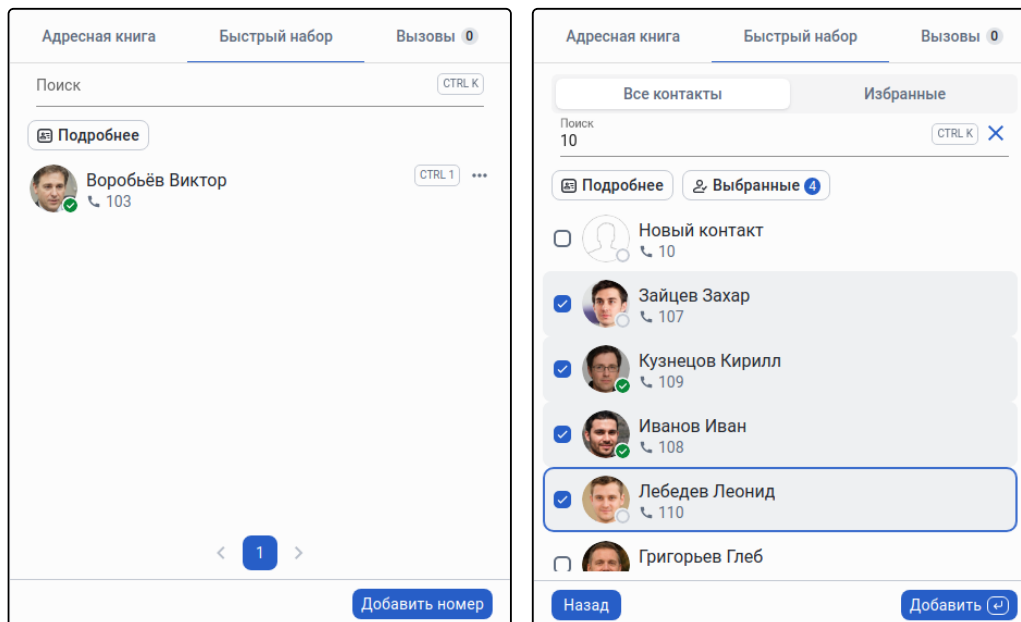 Адресная книга Быстрый набор Вызовы 0
Поиск CTRL K
Подробнее
Воробьёв Виктор CTRL 1
103
1
Добавить номер
Адресная книга Быстрый набор Вызовы 0
Все контакты Избранные
Поиск
10 CTRL K
Подробнее Выбранные 4
Новый контакт
10
Зайцев Захар
107
Кузнецов Кирилл
109
Иванов Иван
108
Лебедев Леонид
110
Григорьев Глеб
Назад Добавить